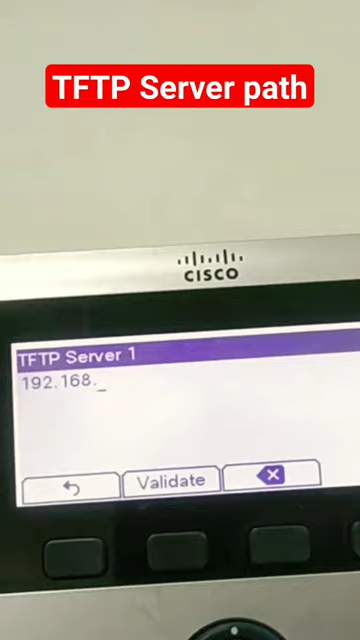 TFTP Server path
CISCO
TFTP Server 1
192.168._
Validate